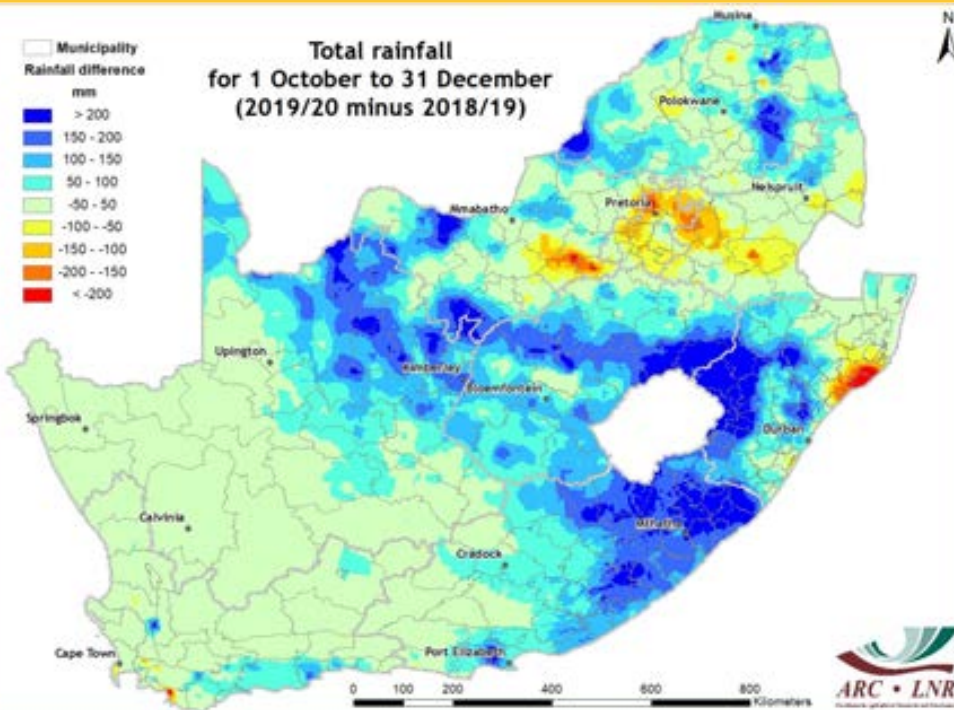 Total rainfall
for 1 October to 31 December
(2019/20 minus 2018/19)
N
Municipality
Rainfall difference
mm
> 200
150 - 200
100 - 150
50 - 100
-50 - 50
-100 - -50
-150 - -100
-200 - -150
< -200
Musina
Polokwane
Nelspruit
Pretoria
Mmabatho
Upington
Kimberley
Bloemfontein
Springbok
Durban
Calvinia
Mthatha
Cradock
Cape Town
Port Elizabeth
0 100 200 400 600 800
Kilometers
ARC • LNR